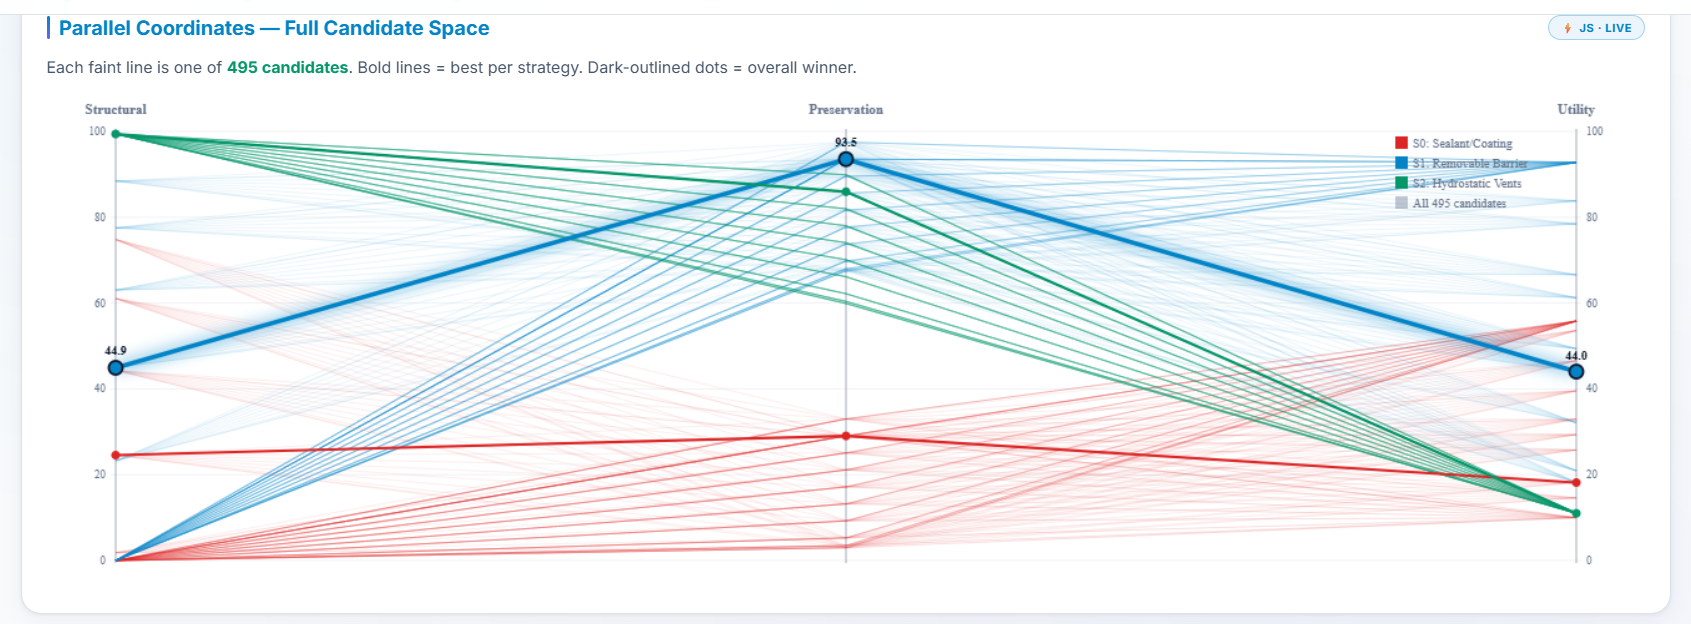 Parallel Coordinates — Full Candidate Space
JS · LIVE
Each faint line is one of 495 candidates. Bold lines = best per strategy. Dark-outlined dots = overall winner.
Structural
Preservation
Utility
100
80
60
40
20
0
44.9
93.5
44.0
S0: Sealant/Coating
S1: Removable Barrier
S2: Hydrostatic Vents
All 495 candidates
100
80
60
40
20
0